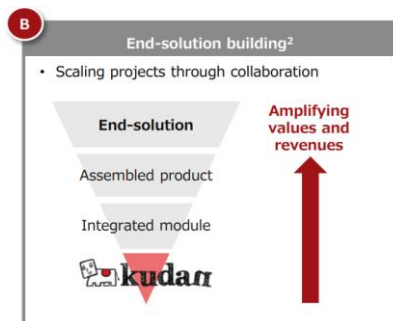 B
End-solution building²
• Scaling projects through collaboration
End-solution
Amplifying
values and
revenues
Assembled product
Integrated module
kudan